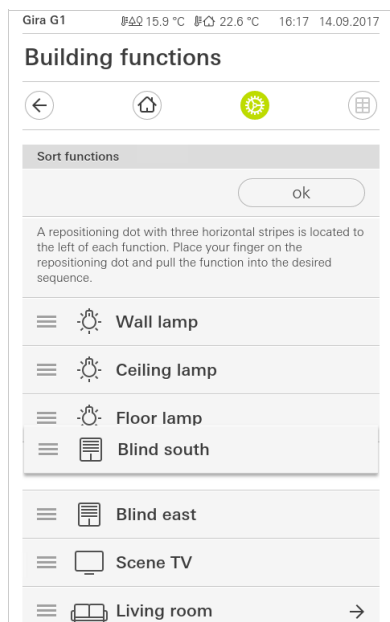 Gira G1 15.9 °C 22.6 °C 16:17 14.09.2017
Building functions
Sort functions
ok
A repositioning dot with three horizontal stripes is located to
the left of each function. Place your finger on the
repositioning dot and pull the function into the desired
sequence.
Wall lamp
Ceiling lamp
Floor lamp
Blind south
Blind east
Scene TV
Living room